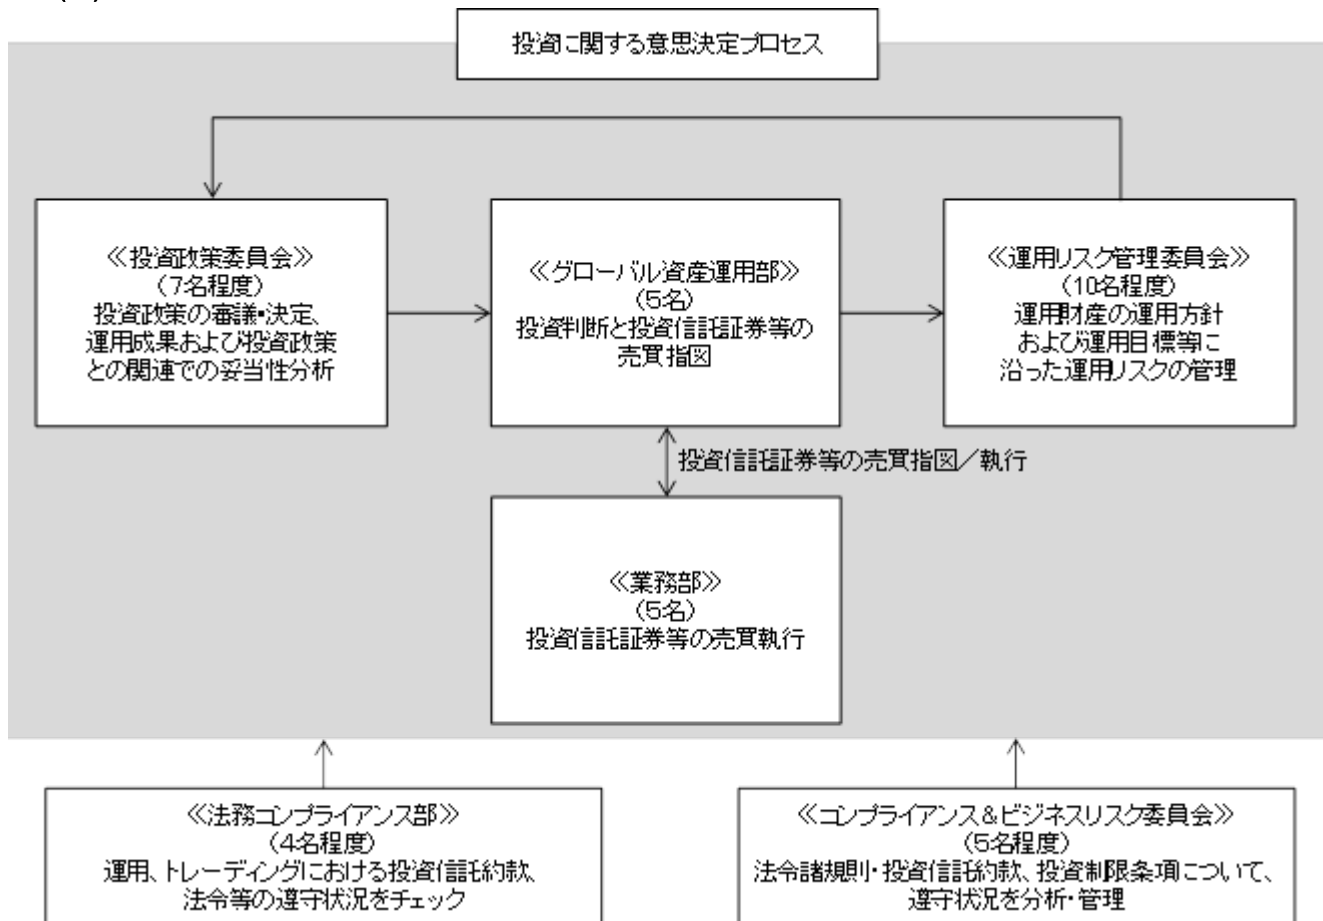 投資に関する意思決定プロセス
≪投資政策委員会≫
(7名程度)
投資政策の審議・決定、
運用成果および投資政策
との関連での妥当性分析
≪グローバル資産運用部≫
(5名)
投資判断と投資信託証券等の
売買指図
≪運用リスク管理委員会≫
(10名程度)
運用財産の運用方針
および運用目標等に
沿った運用リスクの管理
投資信託証券等の売買指図／執行
≪業務部≫
(5名)
投資信託証券等の売買執行
≪法務コンプライアンス部≫
(4名程度)
運用、トレーディングにおける投資信託約款、
法令等の遵守状況をチェック
≪コンプライアンス＆ビジネスリスク委員会≫
(5名程度)
法令諸規則・投資信託約款、投資制限条項について、
遵守状況を分析・管理